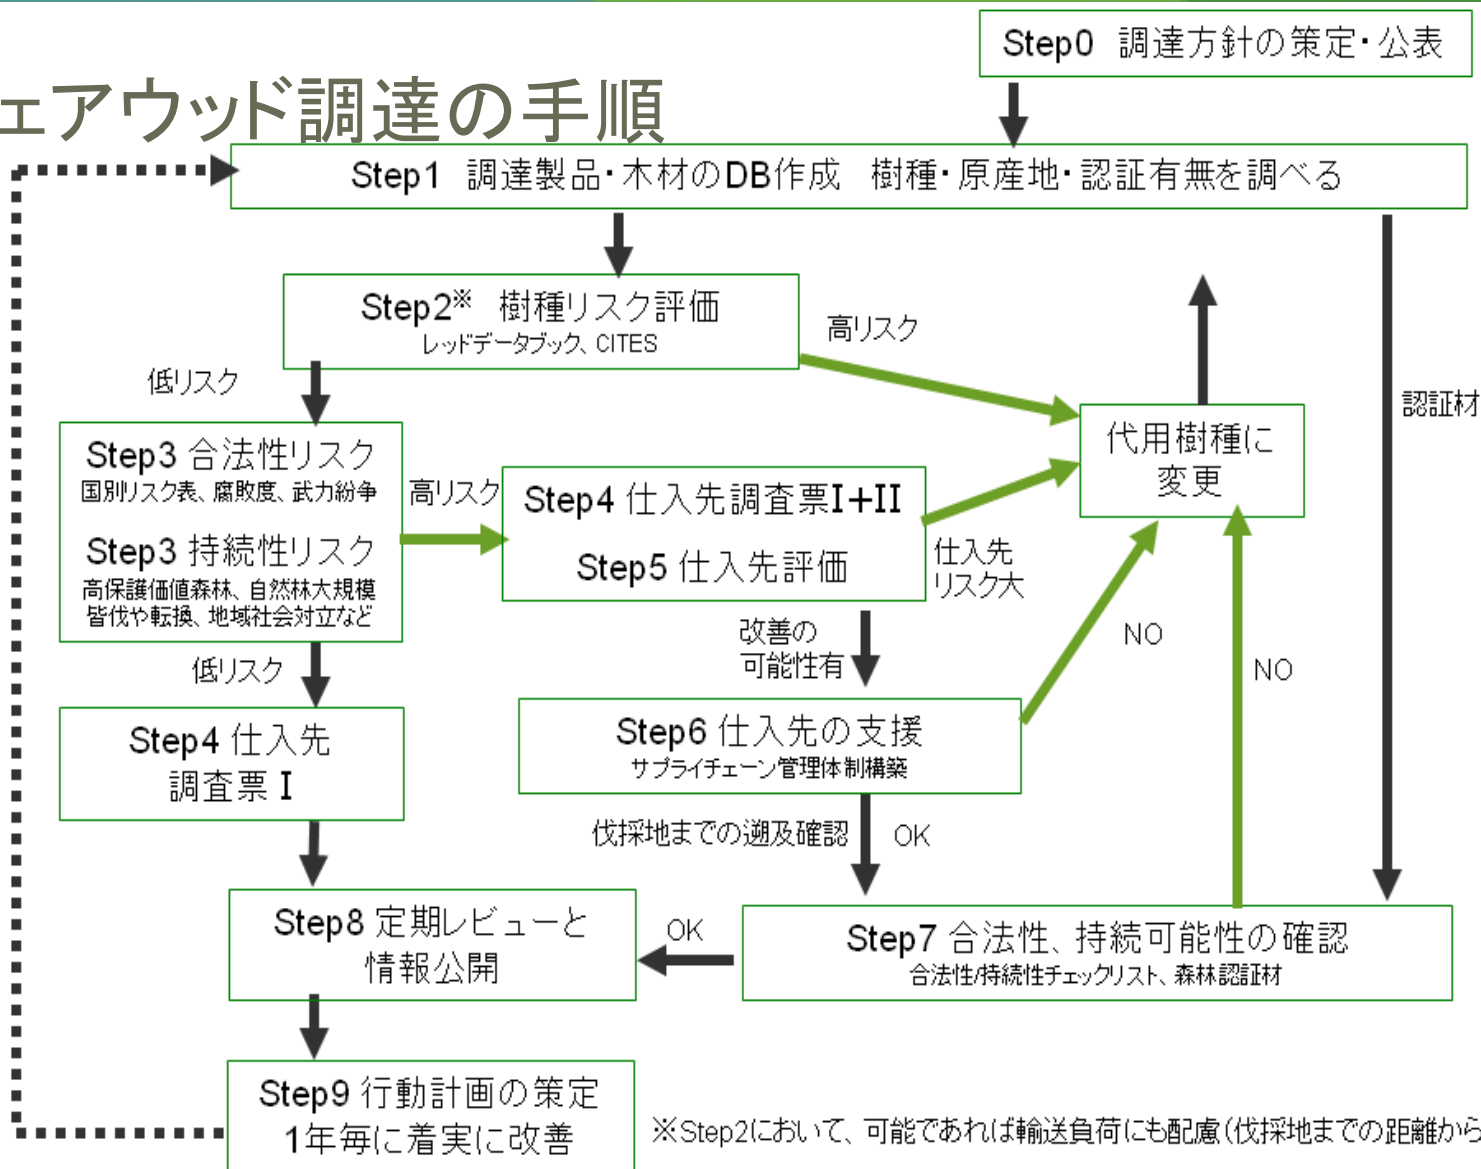 Step0 調達方針の策定・公表
ェアウッド調達の手順
Step1 調達製品・木材のDB作成 樹種・原産地・認証有無を調べる
Step2※ 樹種リスク評価
レッドデータブック、CITES
高リスク
低リスク
認証材
代用樹種に
変更
Step3 合法性リスク
国別リスク表、腐敗度、武力紛争
Step3 持続性リスク
高保護価値森林、自然林大規模
皆伐や転換、地域社会対立など
高リスク
Step4 仕入先調査票I+II
Step5 仕入先評価
仕入先
リスク大
改善の
可能性有
NO
NO
低リスク
Step4 仕入先
調査票 I
Step6 仕入先の支援
サプライチェーン管理体制構築
伐採地までの遡及確認
OK
Step8 定期レビューと
情報公開
OK
Step7 合法性、持続可能性の確認
合法性/持続性チェックリスト、森林認証材
Step9 行動計画の策定
1年毎に着実に改善
※Step2において、可能であれば輸送負荷にも配慮(伐採地までの距離から